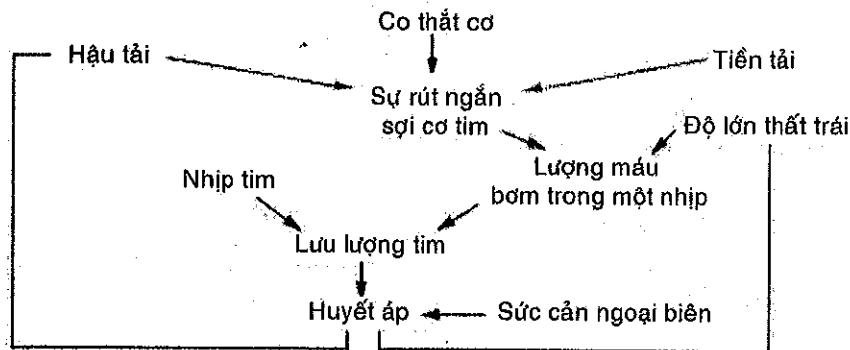 Co thắt cơ
Hậu tải
Tiền tải
Sự rút ngắn
sợi cơ tim
Độ lớn thất trái
Lượng máu
bơm trong một nhịp
Nhịp tim
Lưu lượng tim
Huyết áp
Sức cản ngoại biên